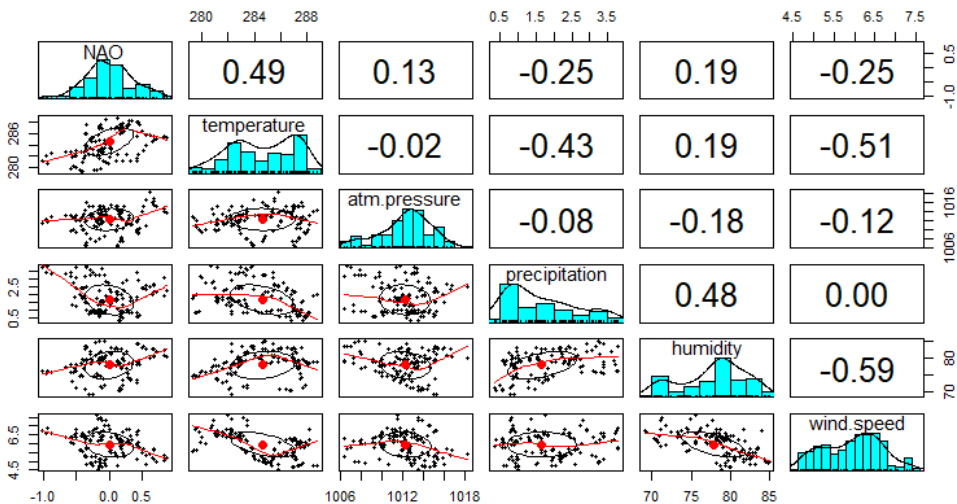 280 284 288 0.5 1.5 2.5 3.5 4.5 5.5 6.5 7.5
NAO 0.49 0.13 -0.25 0.19 -0.25 -1.0 0.5
280 286 temperature -0.02 -0.43 0.19 -0.51
atm.pressure -0.08 -0.18 -0.12 1006 1016
0.5 2.5 precipitation 0.48 0.00
humidity -0.59 70 80
4.5 6.5 wind.speed
-1.0 0.0 0.5 1006 1012 1018 70 75 80 85